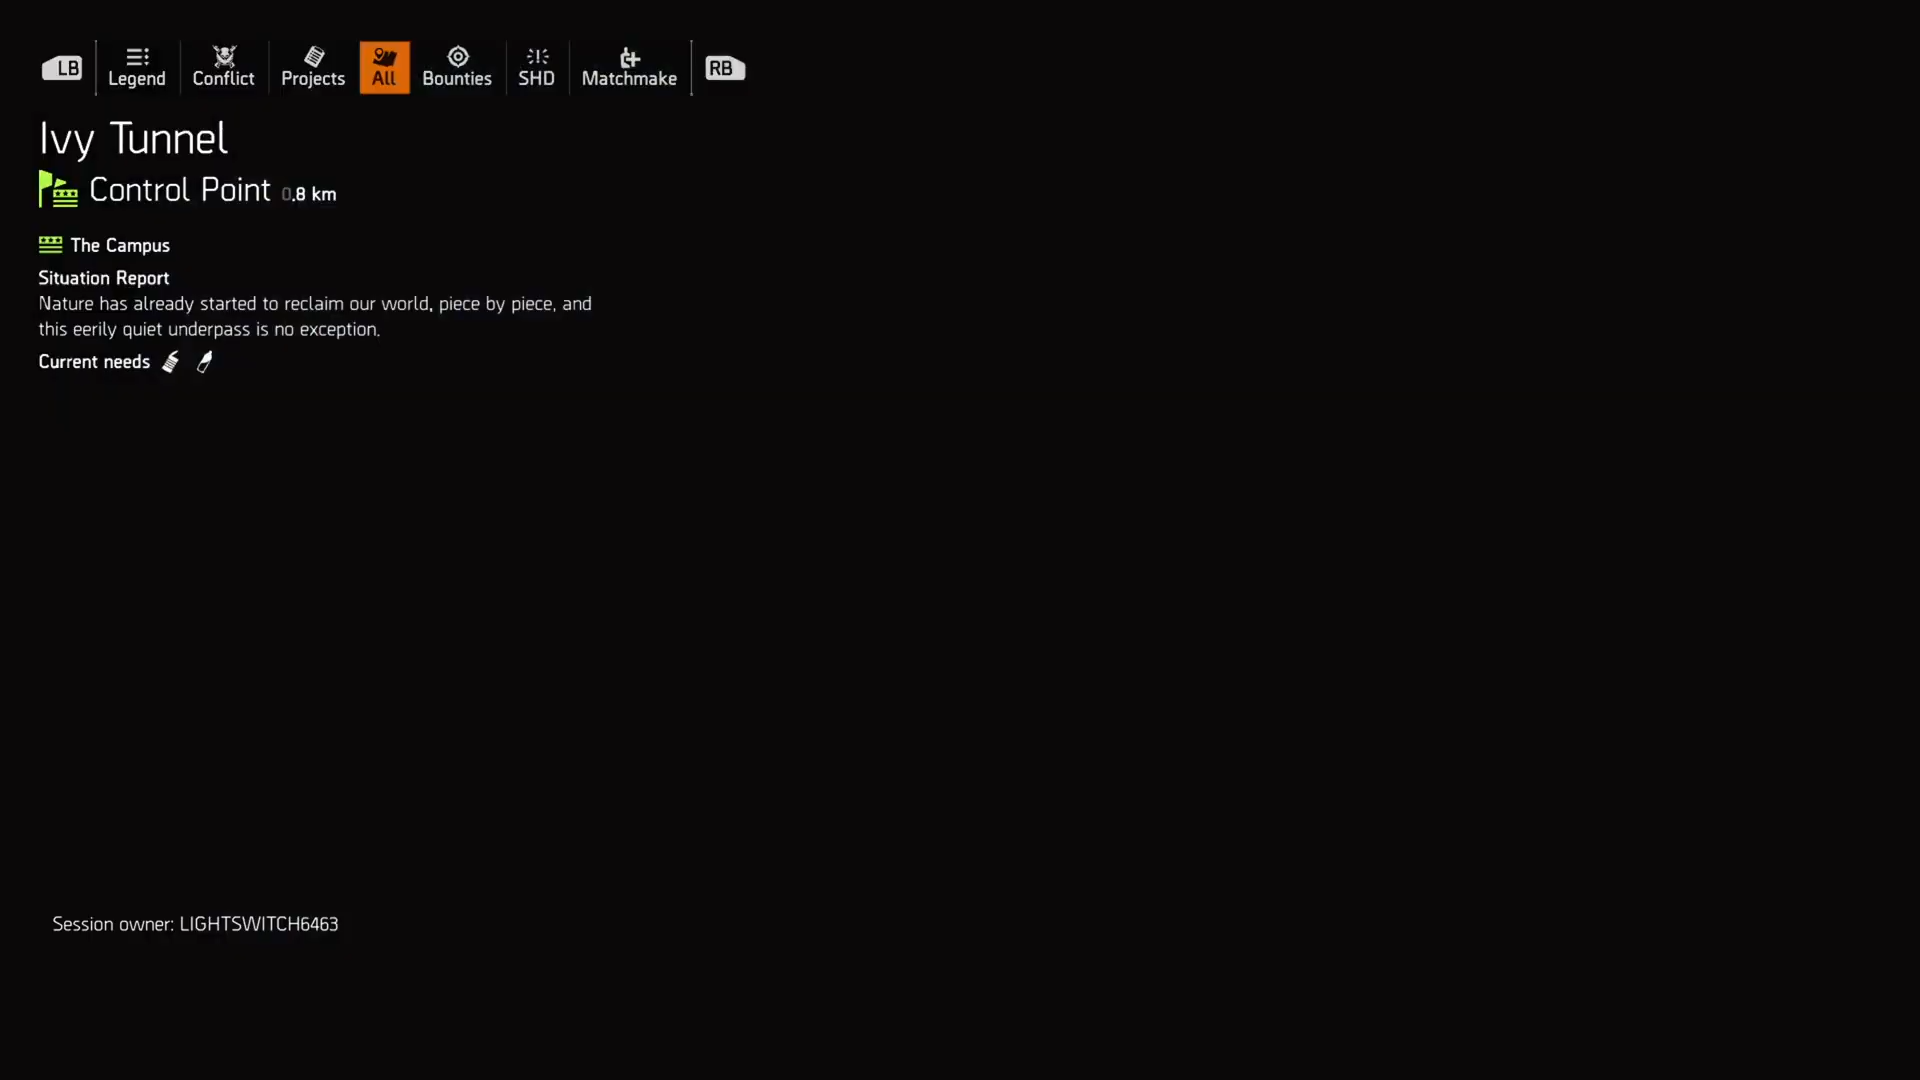 LB Legend Conflict Projects All Bounties SHD Matchmake RB
Ivy Tunnel
Control Point 0.8 km
The Campus
Situation Report
Nature has already started to reclaim our world, piece by piece, and
this eerily quiet underpass is no exception.
Current needs
Session owner: LIGHTSWITCH6463